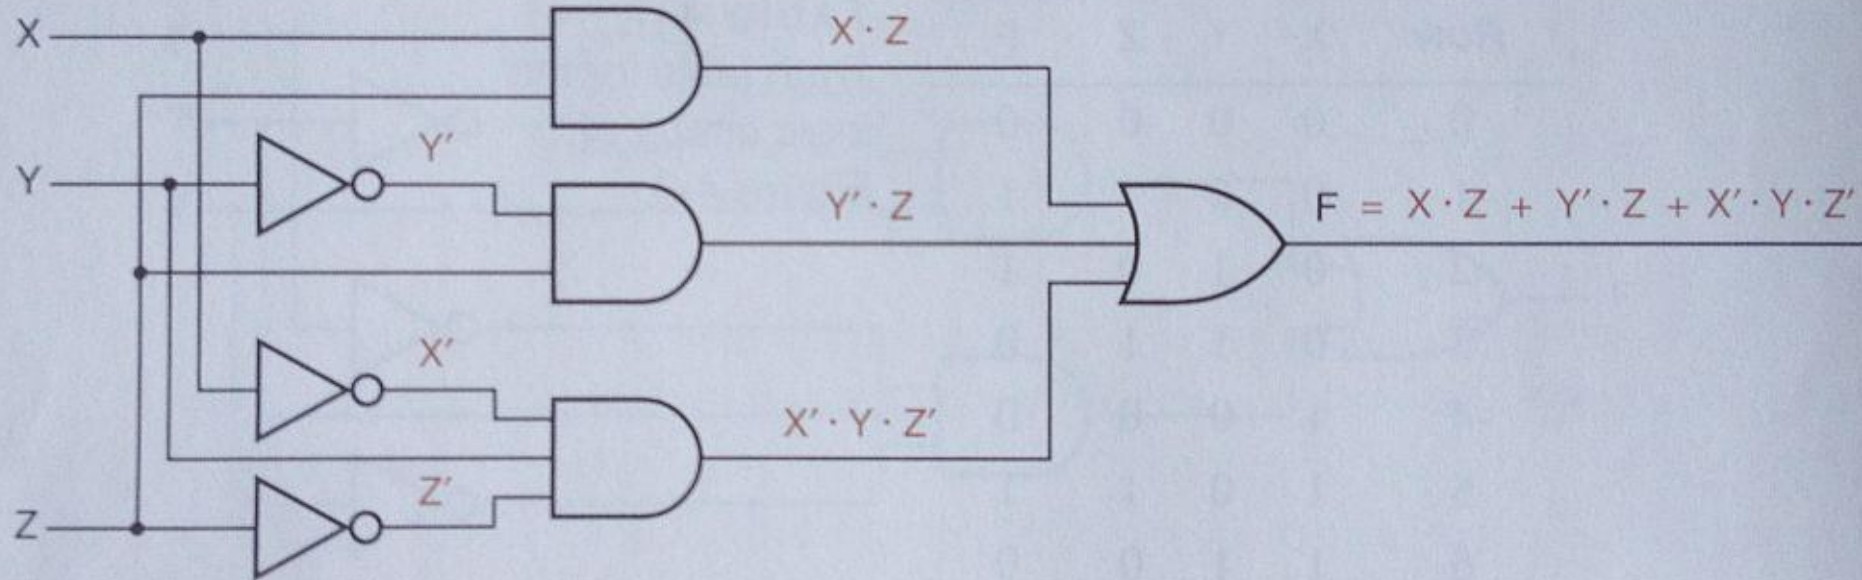 X
X · Z
Y'
Y
Y' · Z
F = X · Z + Y' · Z + X' · Y · Z'
X'
X' · Y · Z'
Z'
Z